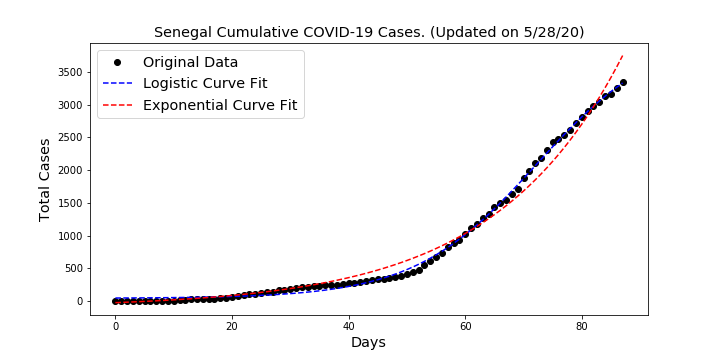 Senegal Cumulative COVID-19 Cases. (Updated on 5/28/20)
Original Data
Logistic Curve Fit
Exponential Curve Fit
Total Cases
3500
3000
2500
2000
1500
1000
500
0
0 20 40 60 80
Days